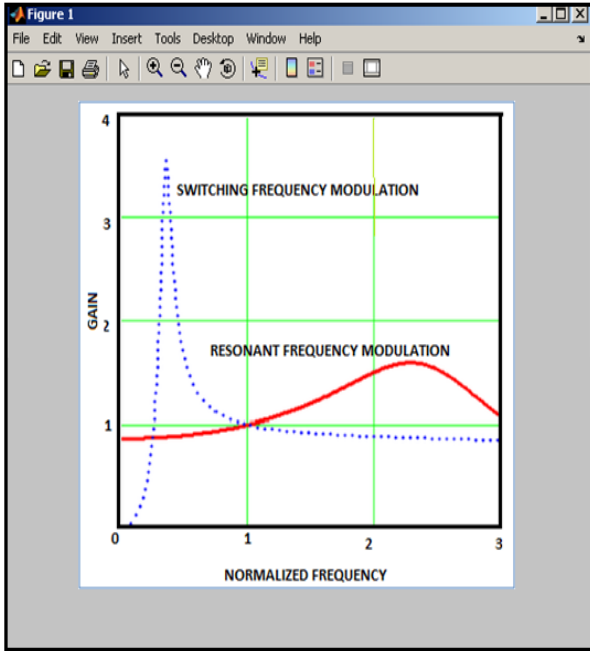 Figure 1
File Edit View Insert Tools Desktop Window Help
4
SWITCHING FREQUENCY MODULATION
3
GAIN
2
RESONANT FREQUENCY MODULATION
1
0 1 2 3
NORMALIZED FREQUENCY